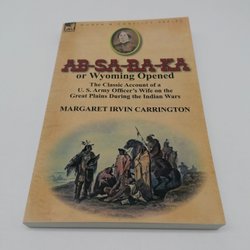 AB-SA-RA-KA
or Wyoming Opened
The Classic Account of a
U. S. Army Officer's Wife on the
Great Plains During the Indian Wars
MARGARET IRVIN CARRINGTON